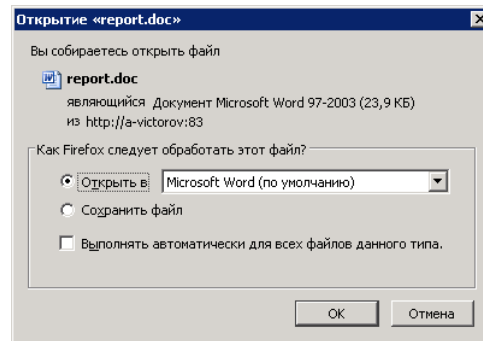 Открытие «report.doc»
Вы собираетесь открыть файл
report.doc
являющийся Документ Microsoft Word 97-2003 (23,9 КБ)
из http://a-victorov:83
Как Firefox следует обработать этот файл?
Открыть в Microsoft Word (по умолчанию)
Сохранить файл
Выполнять автоматически для всех файлов данного типа.
ОК Отмена